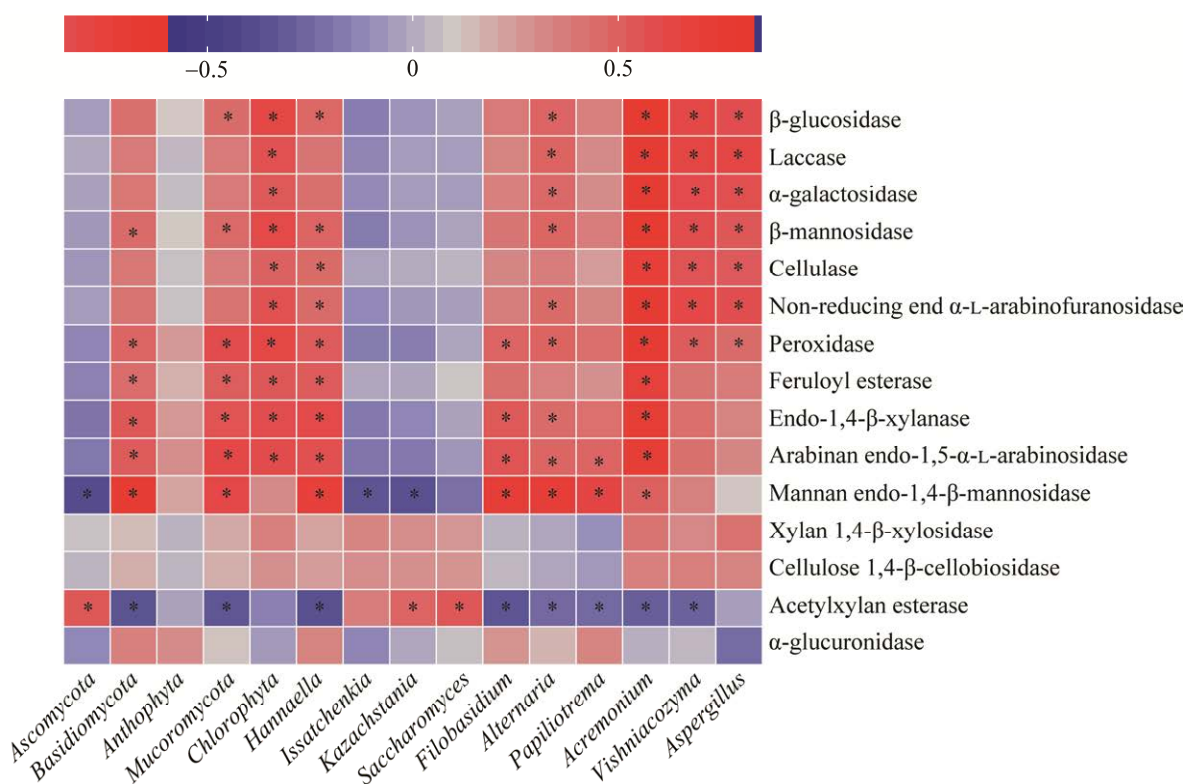 −0.5 0 0.5
* * * * * * * β-glucosidase
* * * * * Laccase
* * * * * α-galactosidase
* * * * * * * * β-mannosidase
* * * * * Cellulase
* * * * * * Non-reducing end α-L-arabinofuranosidase
* * * * * * * * * Peroxidase
* * * * * Feruloyl esterase
* * * * * * * Endo-1,4-β-xylanase
* * * * * * * * Arabinan endo-1,5-α-L-arabinosidase
* * * * * * * * * * Mannan endo-1,4-β-mannosidase
Xylan 1,4-β-xylosidase
Cellulose 1,4-β-cellobiosidase
* * * * * * * * * * * Acetylxylan esterase
α-glucuronidase
Ascomycota
Basidiomycota
Anthophyta
Mucoromycota
Chlorophyta
Hannaella
Issatchenkia
Kazachstania
Saccharomyces
Filobasidium
Alternaria
Papiliotrema
Acremonium
Vishniacozyma
Aspergillus